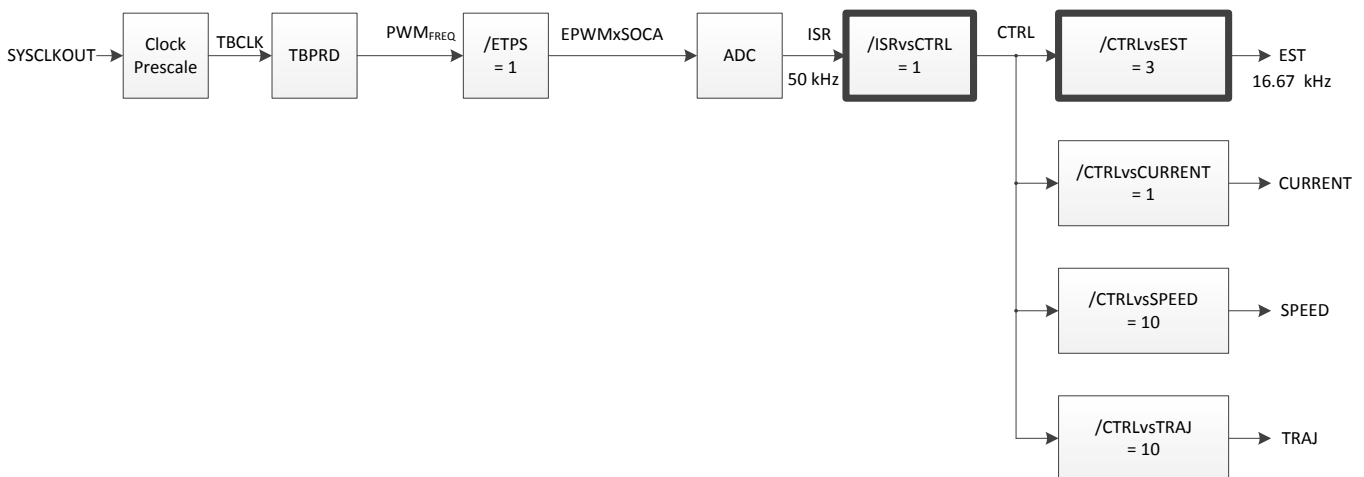 SYSCLKOUT
Clock
Prescale
TBCLK
TBPRD
PWMFREQ
/ETPS
= 1
EPWMxSOCA
ADC
ISR
50 kHz
/ISRvsCTRL
= 1
CTRL
/CTRLvsEST
= 3
EST
16.67 kHz
/CTRLvsCURRENT
= 1
CURRENT
/CTRLvsSPEED
= 10
SPEED
/CTRLvsTRAJ
= 10
TRAJ